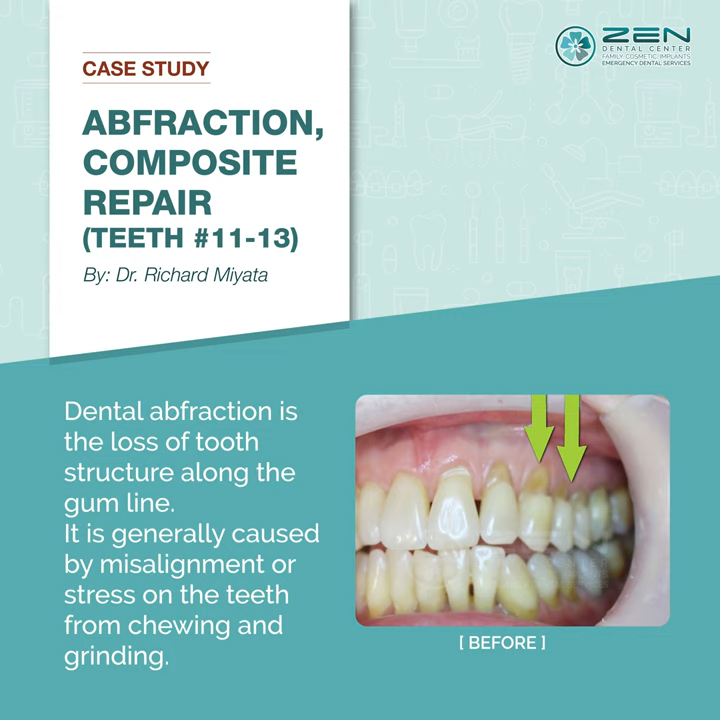 ZEN
DENTAL CENTER
FAMILY, COSMETIC, IMPLANTS
EMERGENCY DENTAL SERVICES
CASE STUDY
ABFRACTION,
COMPOSITE
REPAIR
(TEETH #11-13)
By: Dr. Richard Miyata
Dental abfraction is
the loss of tooth
structure along the
gum line.
It is generally caused
by misalignment or
stress on the teeth
from chewing and
grinding.
[ BEFORE ]